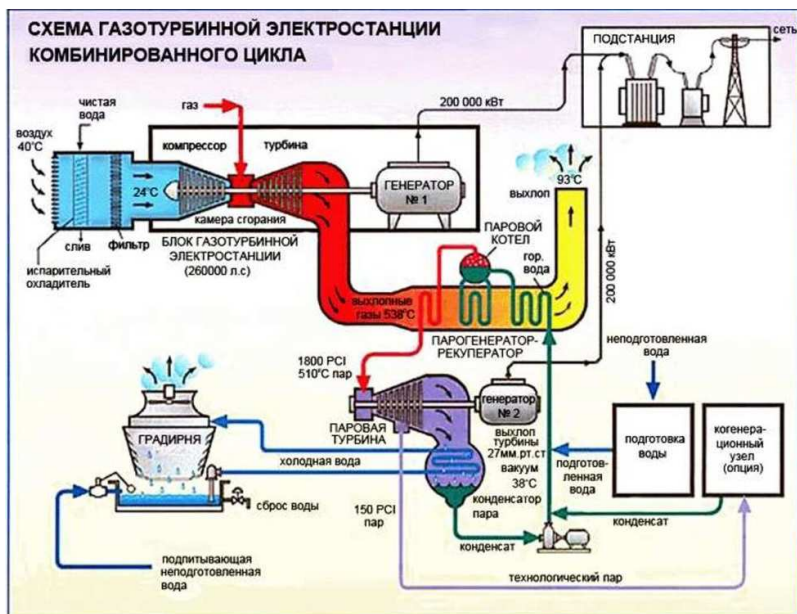 СХЕМА ГАЗОТУРБИННОЙ ЭЛЕКТРОСТАНЦИИ
КОМБИНИРОВАННОГО ЦИКЛА
ПОДСТАНЦИЯ
сеть
200 000 кВт
газ
чистая
вода
воздух
40°С
компрессор
турбина
24°С
ГЕНЕРАТОР
№ 1
камера сгорания
слив
фильтр
испарительный
охладитель
БЛОК ГАЗОТУРБИННОЙ
ЭЛЕКТРОСТАНЦИИ
(260000 л.с)
93°С
выхлоп
ПАРОВОЙ
КОТЕЛ
гор.
вода
200 000 кВт
выхлопные
газы 538°С
ПАРОГЕНЕРАТОР-
РЕКУПЕРАТОР
1800 PCI
510°С пар
неподготовленная
вода
генератор
№ 2
ПАРОВАЯ
ТУРБИНА
выхлоп
турбины
27мм.рт.ст
вакуум
38°С
подготовка
воды
когенера-
ционный
узел
(опция)
подготов-
ленная
вода
ГРАДИРНЯ
холодная вода
сброс воды
150 PCI
пар
конденсатор
пара
конденсат
конденсат
подпитывающая
неподготовленная
вода
технологический пар